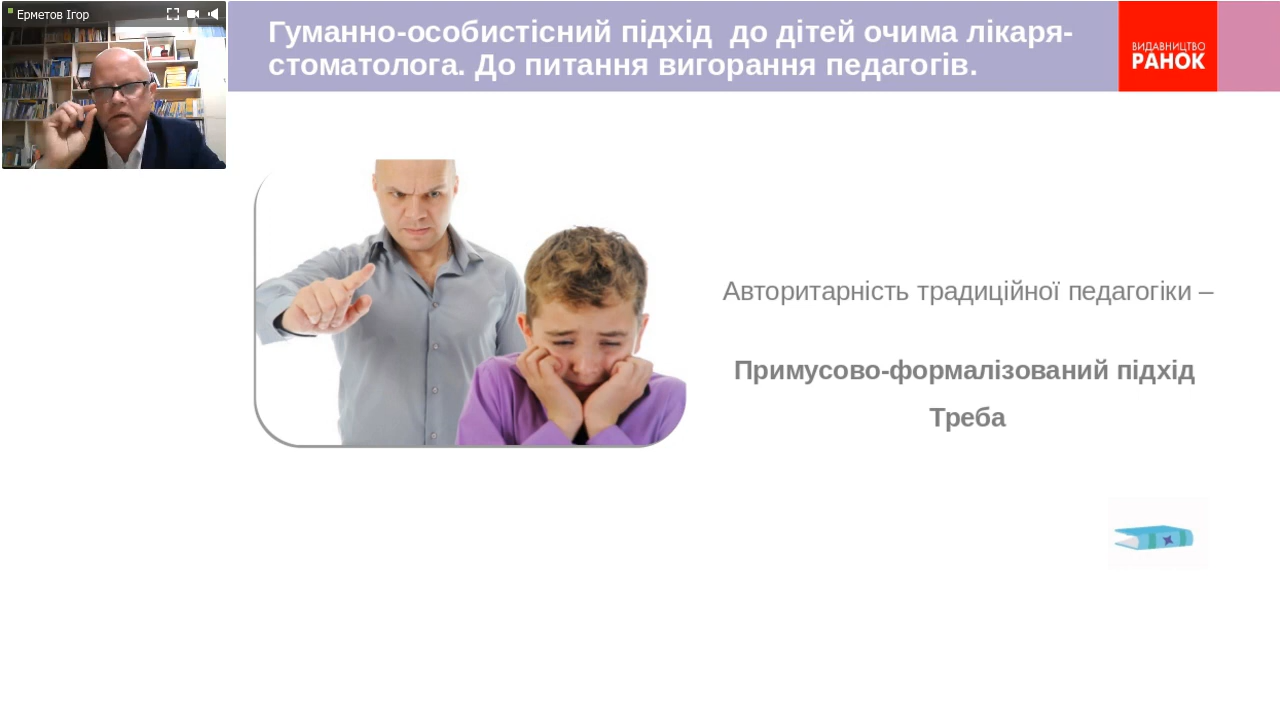 Ерметов Ігор
Гуманно-особистісний підхід  до дітей очима лікаря-
стоматолога. До питання вигорання педагогів.
ВИДАВНИЦТВО
РАНОК
Авторитарність традиційної педагогіки –
Примусово-формалізований підхід
Треба